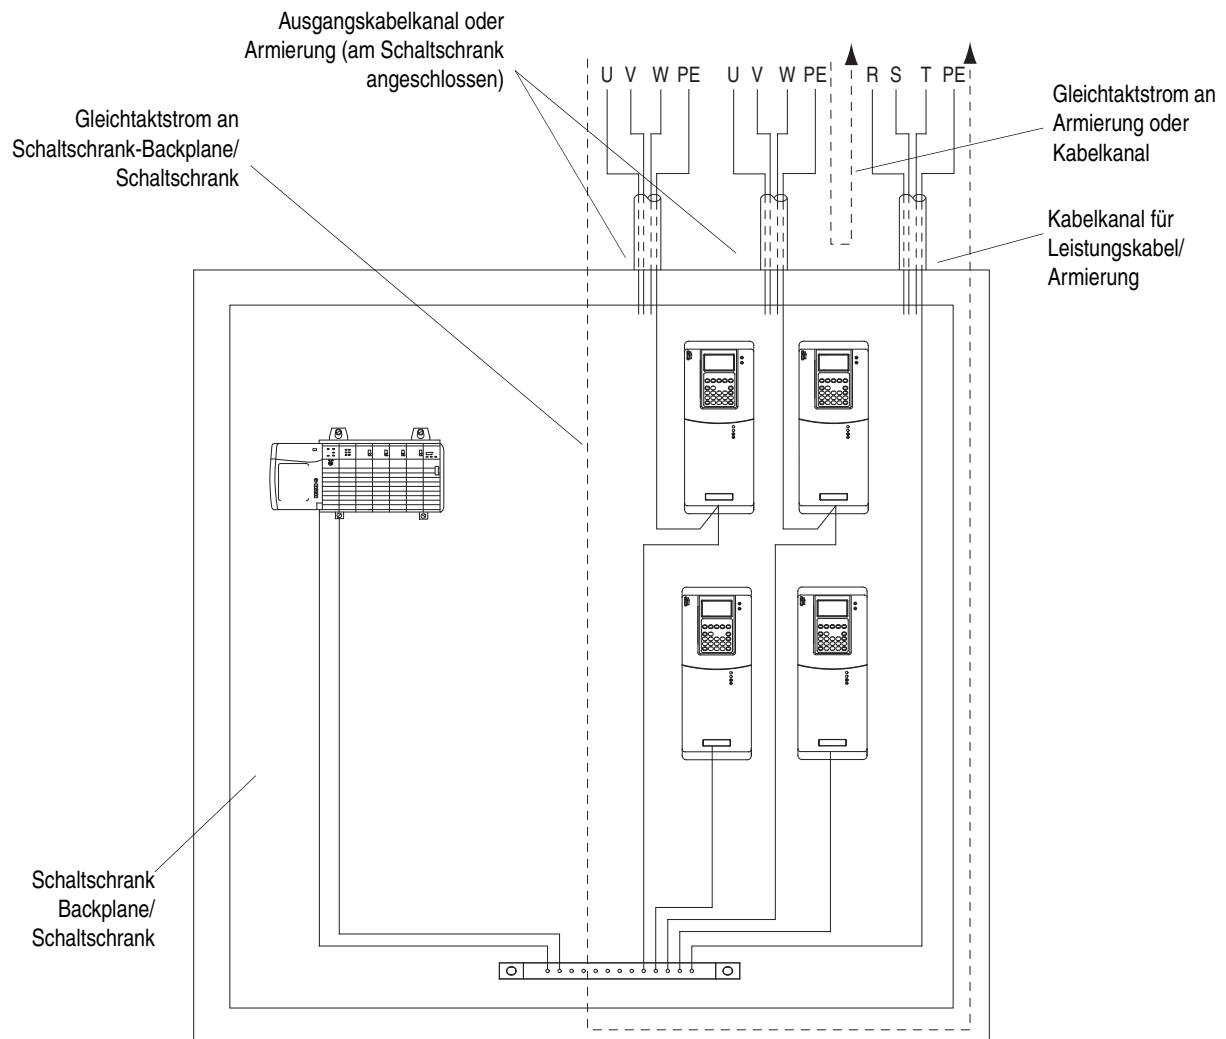 Ausgangskabelkanal oder
Armierung (am Schaltschrank
angeschlossen)
U V W PE U V W PE R S T PE
Gleichtaktstrom an
Armierung oder
Kabelkanal
Gleichtaktstrom an
Schaltschrank-Backplane/
Schaltschrank
Kabelkanal für
Leistungskabel/
Armierung
Schaltschrank
Backplane/
Schaltschrank